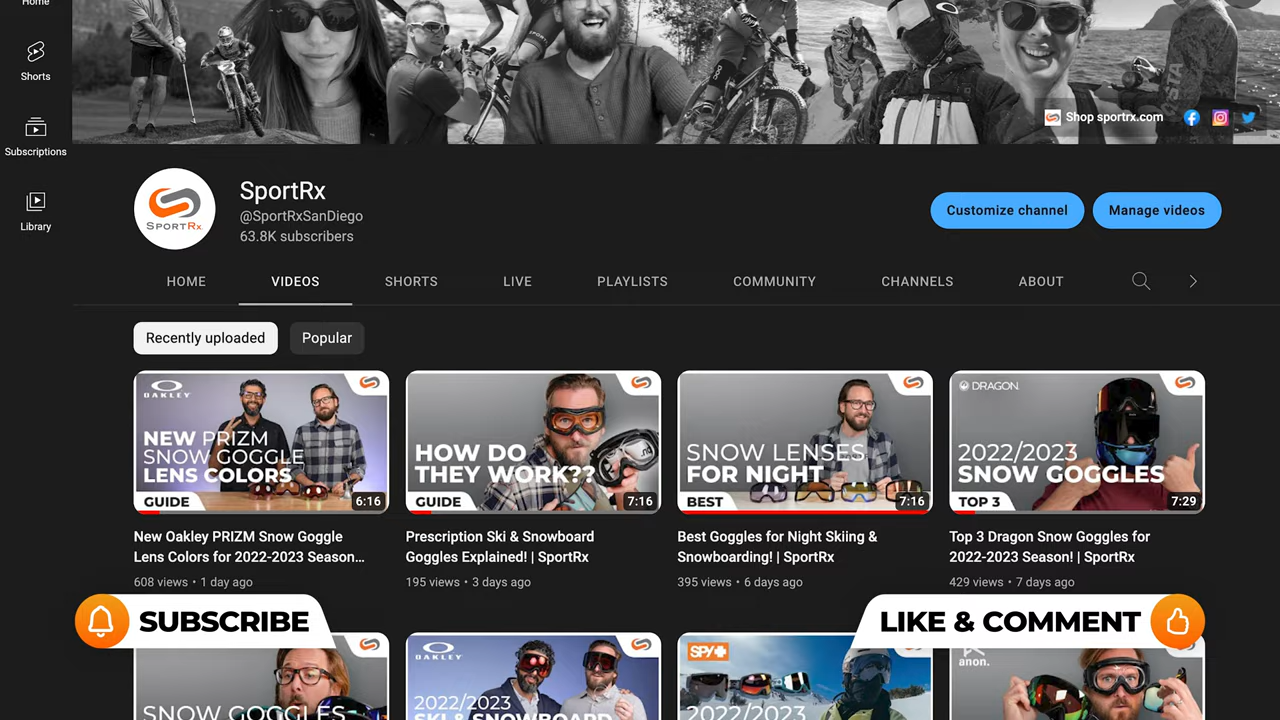 Home
Shop sportrx.com
Shorts
Subscriptions
Library
SPORTRx
SportRx
@SportRxSanDiego
63.8K subscribers
Customize channel
Manage videos
HOME
VIDEOS
SHORTS
LIVE
PLAYLISTS
COMMUNITY
CHANNELS
ABOUT
Recently uploaded
Popular
OAKLEY
NEW PRIZM
SNOW GOGGLE
LENS COLORS
GUIDE
6:16
New Oakley PRIZM Snow Goggle
Lens Colors for 2022-2023 Season...
608 views • 1 day ago
HOW DO
THEY WORK??
GUIDE
7:16
Prescription Ski & Snowboard
Goggles Explained! | SportRx
195 views • 3 days ago
SNOW LENSES
FOR NIGHT
BEST
7:16
Best Goggles for Night Skiing &
Snowboarding! | SportRx
395 views • 6 days ago
DRAGON
2022/2023
SNOW GOGGLES
TOP 3
7:29
Top 3 Dragon Snow Goggles for
2022-2023 Season! | SportRx
429 views • 7 days ago
SUBSCRIBE
LIKE & COMMENT
SNOW GOGGLES
OAKLEY
2022/2023
SKI & SNOWBOARD
SPY+
2022/2023
anon.